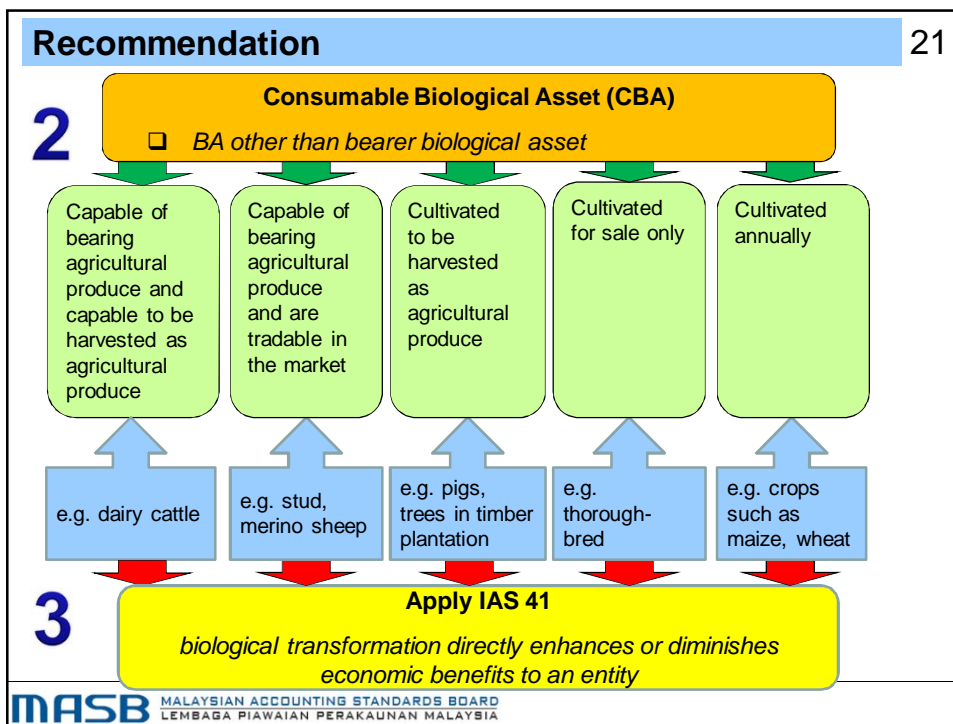 Recommendation
21
2
Consumable Biological Asset (CBA)
❑ BA other than bearer biological asset
Capable of
bearing
agricultural
produce and
capable to be
harvested as
agricultural
produce
Capable of
bearing
agricultural
produce
and are
tradable in
the market
Cultivated
to be
harvested
as
agricultural
produce
Cultivated
for sale only
Cultivated
annually
e.g. dairy cattle
e.g. stud,
merino sheep
e.g. pigs,
trees in timber
plantation
e.g.
thorough-
bred
e.g. crops
such as
maize, wheat
3
Apply IAS 41
biological transformation directly enhances or diminishes
economic benefits to an entity
MASB
MALAYSIAN ACCOUNTING STANDARDS BOARD
LEMBAGA PIAWAIAN PERAKAUNAN MALAYSIA